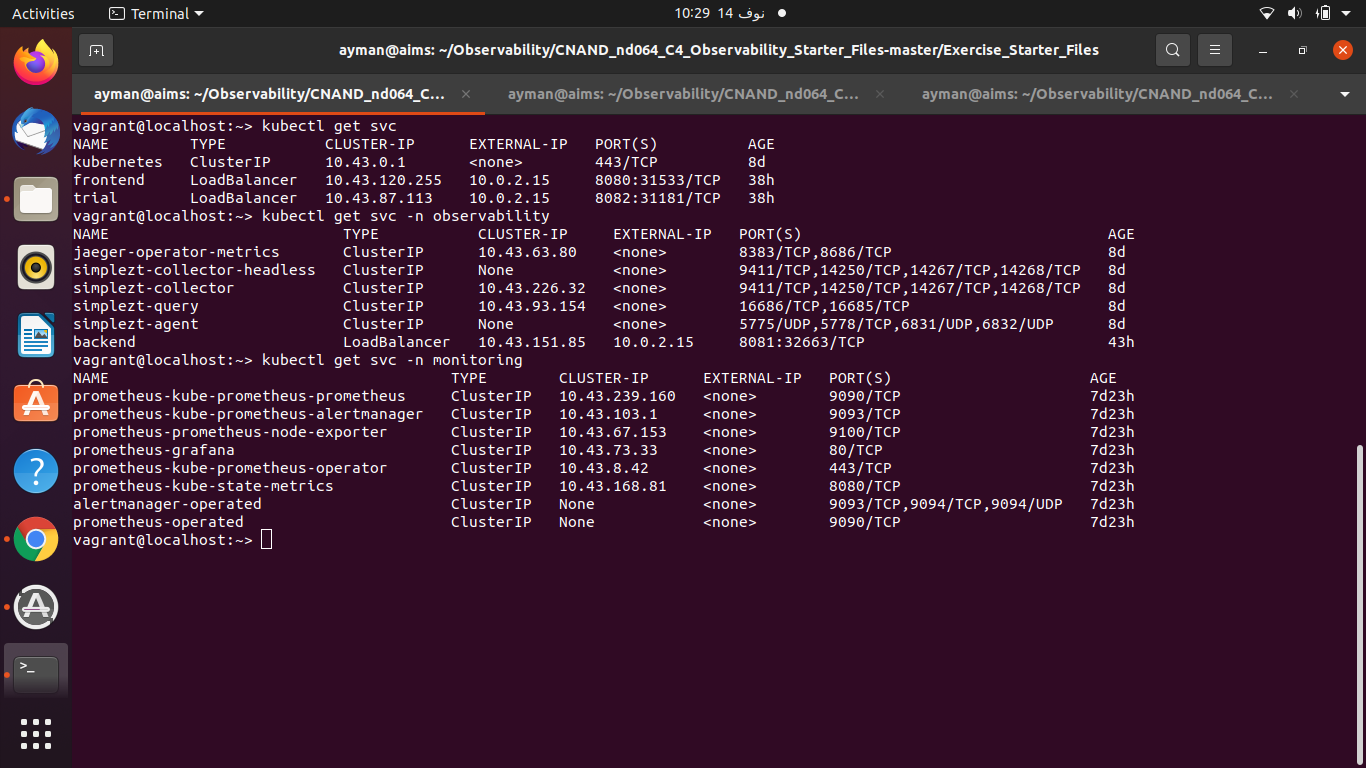 Activities Terminal 10:29 14 نوف
ayman@aims: ~/Observability/CNAND_nd064_C4_Observability_Starter_Files-master/Exercise_Starter_Files
ayman@aims: ~/Observability/CNAND_nd064_C... ayman@aims: ~/Observability/CNAND_nd064_C... ayman@aims: ~/Observability/CNAND_nd064_C...
vagrant@localhost:~> kubectl get svc
NAME TYPE CLUSTER-IP EXTERNAL-IP PORT(S) AGE
kubernetes ClusterIP 10.43.0.1 <none> 443/TCP 8d
frontend LoadBalancer 10.43.120.255 10.0.2.15 8080:31533/TCP 38h
trial LoadBalancer 10.43.87.113 10.0.2.15 8082:31181/TCP 38h
vagrant@localhost:~> kubectl get svc -n observability
NAME TYPE CLUSTER-IP EXTERNAL-IP PORT(S) AGE
jaeger-operator-metrics ClusterIP 10.43.63.80 <none> 8383/TCP,8686/TCP 8d
simplezt-collector-headless ClusterIP None <none> 9411/TCP,14250/TCP,14267/TCP,14268/TCP 8d
simplezt-collector ClusterIP 10.43.226.32 <none> 9411/TCP,14250/TCP,14267/TCP,14268/TCP 8d
simplezt-query ClusterIP 10.43.93.154 <none> 16686/TCP,16685/TCP 8d
simplezt-agent ClusterIP None <none> 5775/UDP,5778/TCP,6831/UDP,6832/UDP 8d
backend LoadBalancer 10.43.151.85 10.0.2.15 8081:32663/TCP 43h
vagrant@localhost:~> kubectl get svc -n monitoring
NAME TYPE CLUSTER-IP EXTERNAL-IP PORT(S) AGE
prometheus-kube-prometheus-prometheus ClusterIP 10.43.239.160 <none> 9090/TCP 7d23h
prometheus-kube-prometheus-alertmanager ClusterIP 10.43.103.1 <none> 9093/TCP 7d23h
prometheus-prometheus-node-exporter ClusterIP 10.43.67.153 <none> 9100/TCP 7d23h
prometheus-grafana ClusterIP 10.43.73.33 <none> 80/TCP 7d23h
prometheus-kube-prometheus-operator ClusterIP 10.43.8.42 <none> 443/TCP 7d23h
prometheus-kube-state-metrics ClusterIP 10.43.168.81 <none> 8080/TCP 7d23h
alertmanager-operated ClusterIP None <none> 9093/TCP,9094/TCP,9094/UDP 7d23h
prometheus-operated ClusterIP None <none> 9090/TCP 7d23h
vagrant@localhost:~>